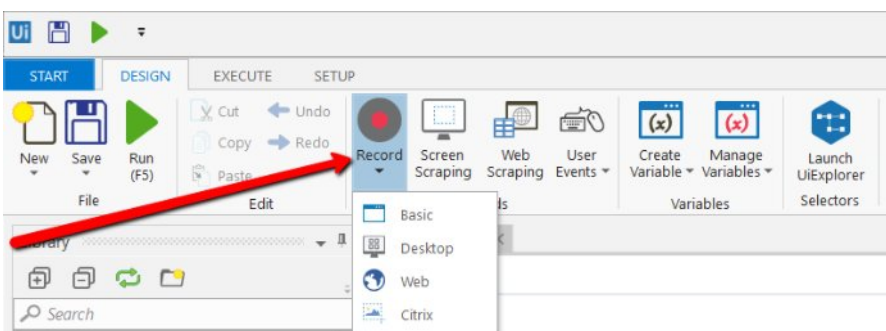 Ui
START DESIGN EXECUTE SETUP
Cut Undo
Copy Redo
Paste
New Save Run (F5)
Record
Screen Scraping
Web Scraping
User Events
(x) Create Variable
(x) Manage Variables
Launch UiExplorer
File Edit Variables Selectors
Basic
Desktop
Web
Citrix
Search